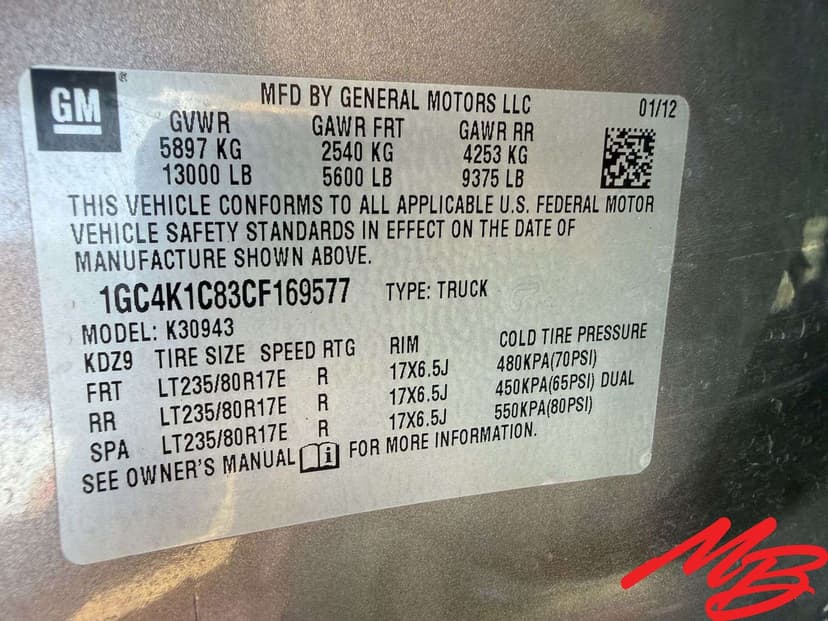 GM ®
MFD BY GENERAL MOTORS LLC 01/12
GVWR GAWR FRT GAWR RR
5897 KG 2540 KG 4253 KG
13000 LB 5600 LB 9375 LB
THIS VEHICLE CONFORMS TO ALL APPLICABLE U.S. FEDERAL MOTOR
VEHICLE SAFETY STANDARDS IN EFFECT ON THE DATE OF
MANUFACTURE SHOWN ABOVE.
1GC4K1C83CF169577 TYPE: TRUCK
MODEL: K30943
KDZ9 TIRE SIZE SPEED RTG RIM COLD TIRE PRESSURE
FRT LT235/80R17E R 17X6.5J 480KPA(70PSI)
RR LT235/80R17E R 17X6.5J 450KPA(65PSI) DUAL
SPA LT235/80R17E R 17X6.5J 550KPA(80PSI)
SEE OWNER'S MANUAL i FOR MORE INFORMATION.
MB